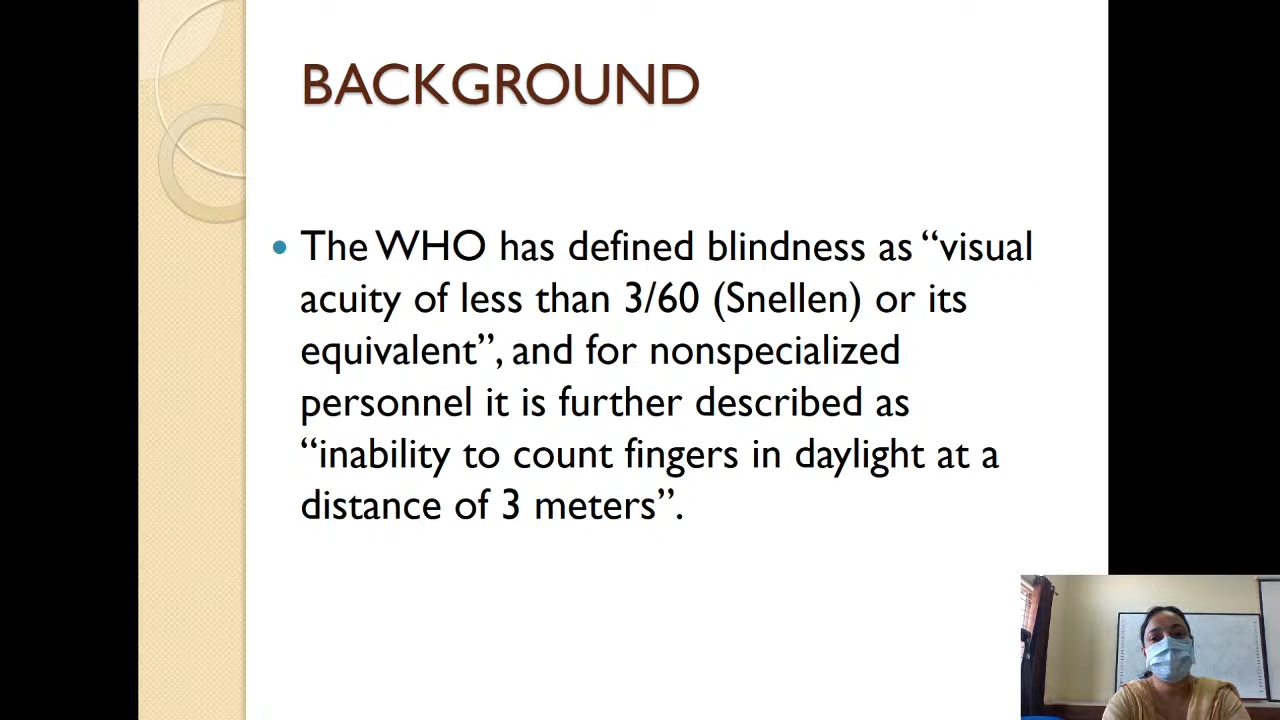 BACKGROUND
• The WHO has defined blindness as “visual
acuity of less than 3/60 (Snellen) or its
equivalent”, and for nonspecialized
personnel it is further described as
“inability to count fingers in daylight at a
distance of 3 meters”.